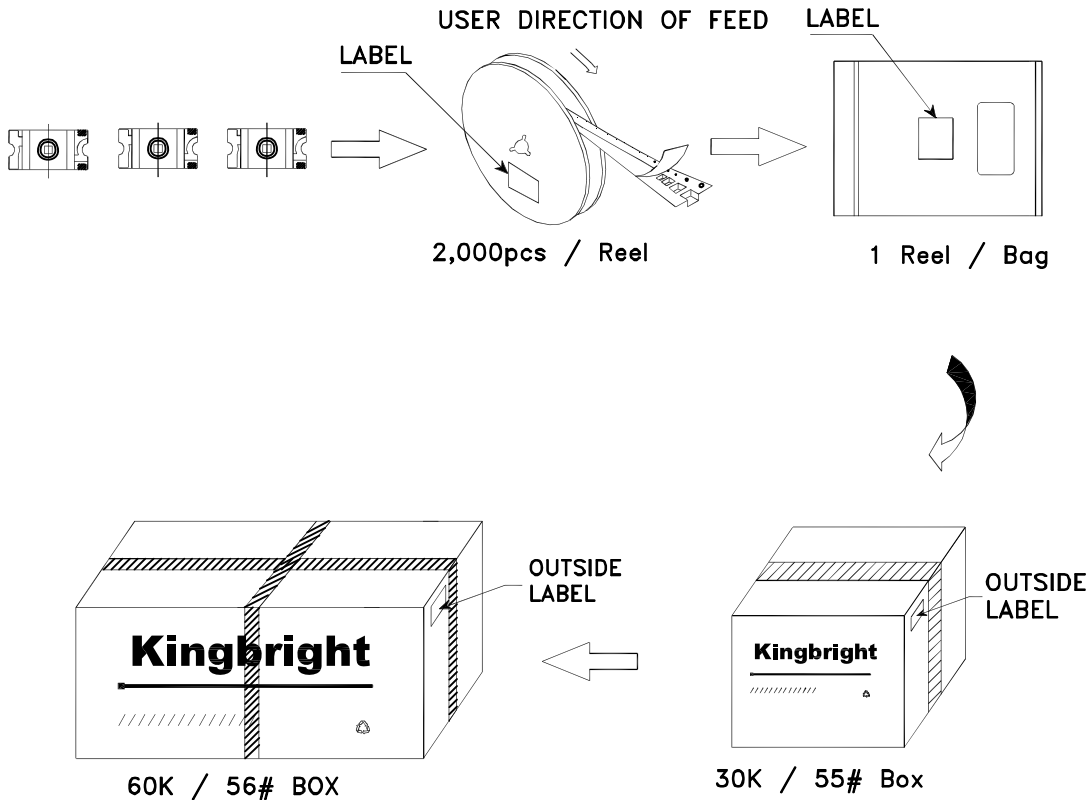 USER DIRECTION OF FEED
LABEL
LABEL
2,000pcs / Reel
1 Reel / Bag
OUTSIDE
LABEL
Kingbright
60K / 56# BOX
OUTSIDE
LABEL
Kingbright
30K / 55# Box